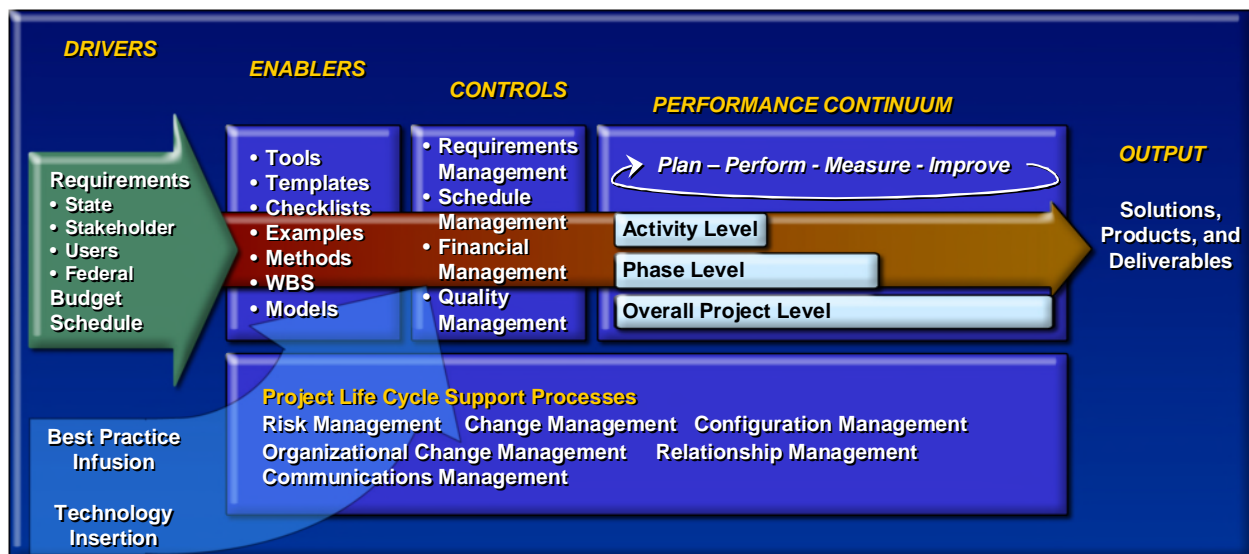 DRIVERS
ENABLERS
CONTROLS
PERFORMANCE CONTINUUM
OUTPUT
Requirements
• State
• Stakeholder
• Users
• Federal
Budget
Schedule
• Tools
• Templates
• Checklists
• Examples
• Methods
• WBS
• Models
• Requirements
Management
• Schedule
Management
• Financial
Management
• Quality
Management
Plan – Perform - Measure - Improve
Activity Level
Phase Level
Overall Project Level
Solutions,
Products, and
Deliverables
Project Life Cycle Support Processes
Risk Management Change Management Configuration Management
Organizational Change Management Relationship Management
Communications Management
Best Practice
Infusion
Technology
Insertion